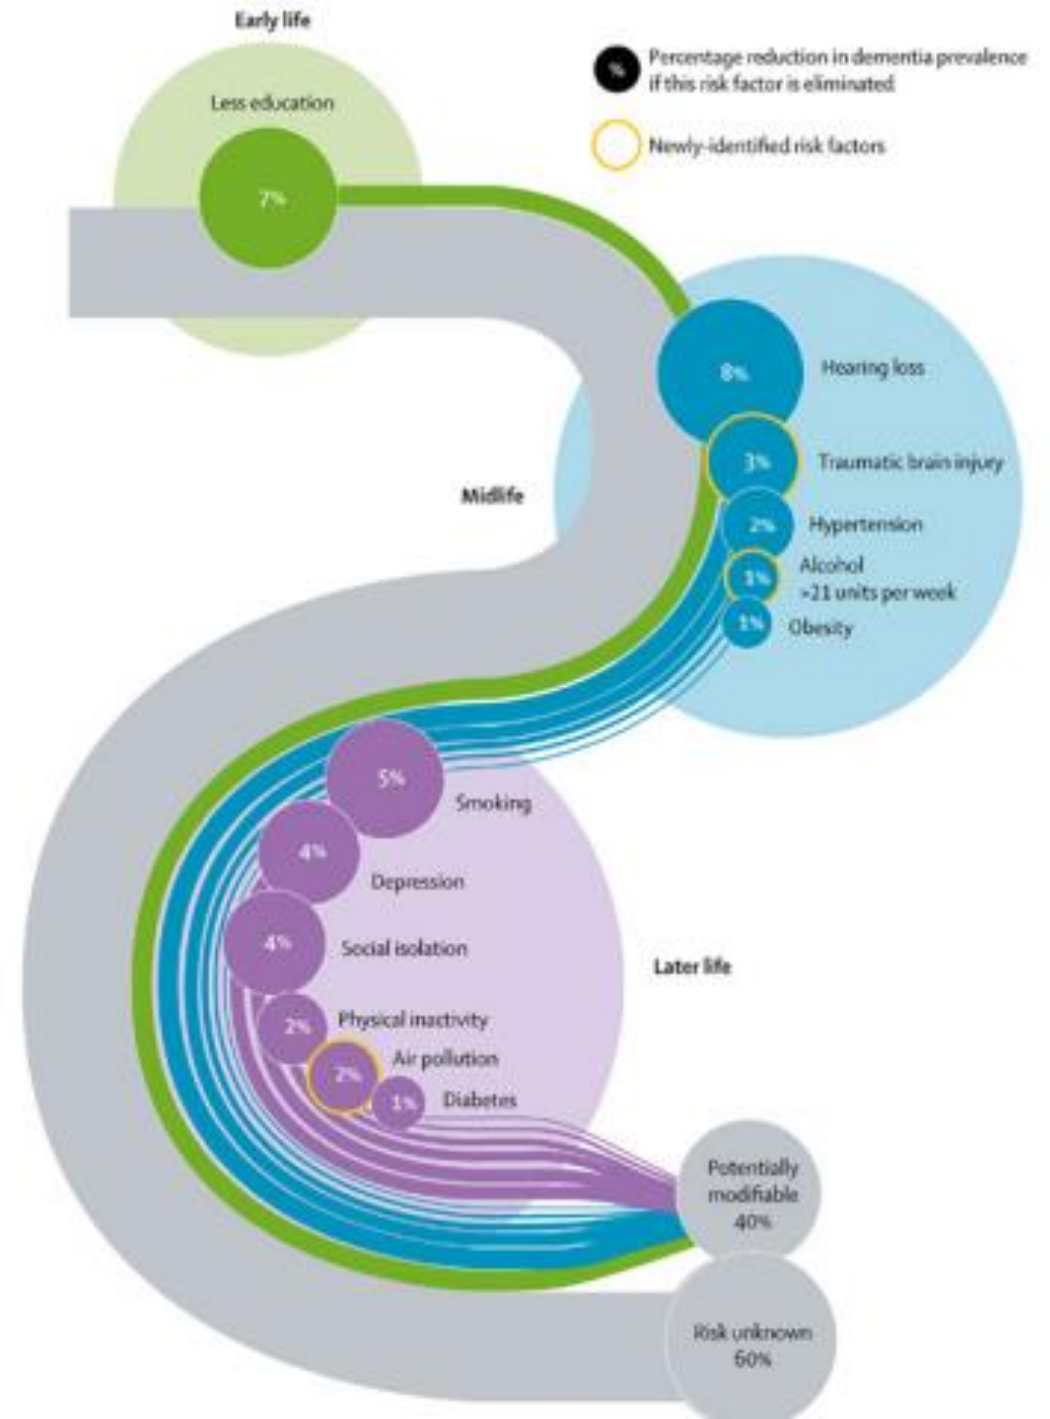 Early life
Less education
7%
%
Percentage reduction in dementia prevalence
if this risk factor is eliminated
Newly-identified risk factors
8%
Hearing loss
3%
Traumatic brain injury
Midlife
2%
Hypertension
1%
Alcohol
>21 units per week
1%
Obesity
5%
Smoking
4%
Depression
4%
Social isolation
Later life
2%
Physical inactivity
2%
Air pollution
1%
Diabetes
Potentially
modifiable
40%
Risk unknown
60%